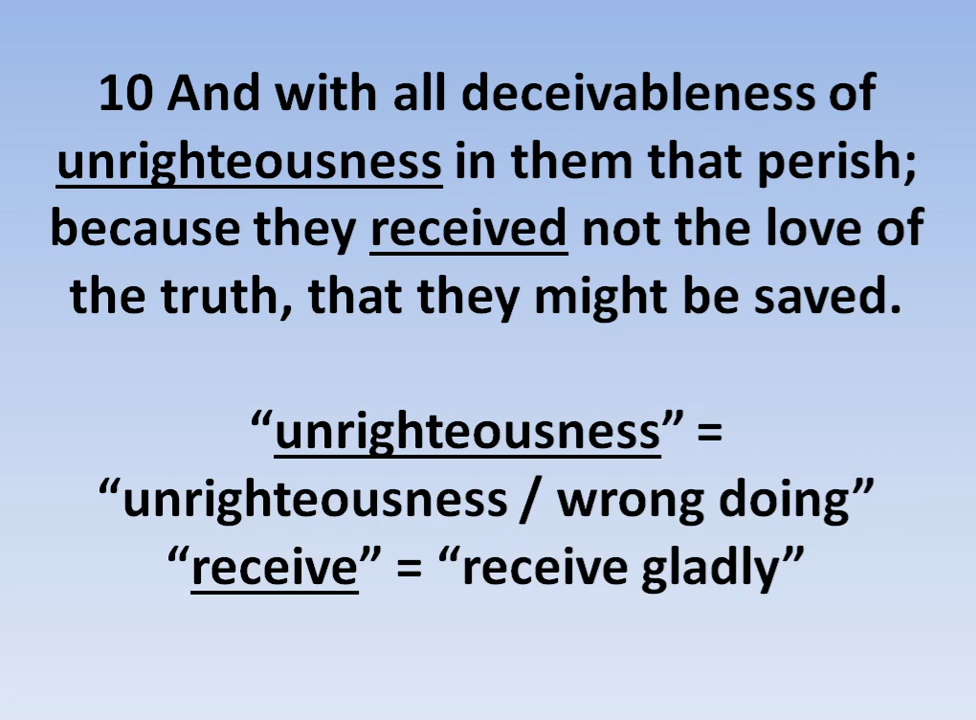 10 And with all deceivableness of
unrighteousness in them that perish;
because they received not the love of
the truth, that they might be saved.
“unrighteousness” =
“unrighteousness / wrong doing”
“receive” = “receive gladly”